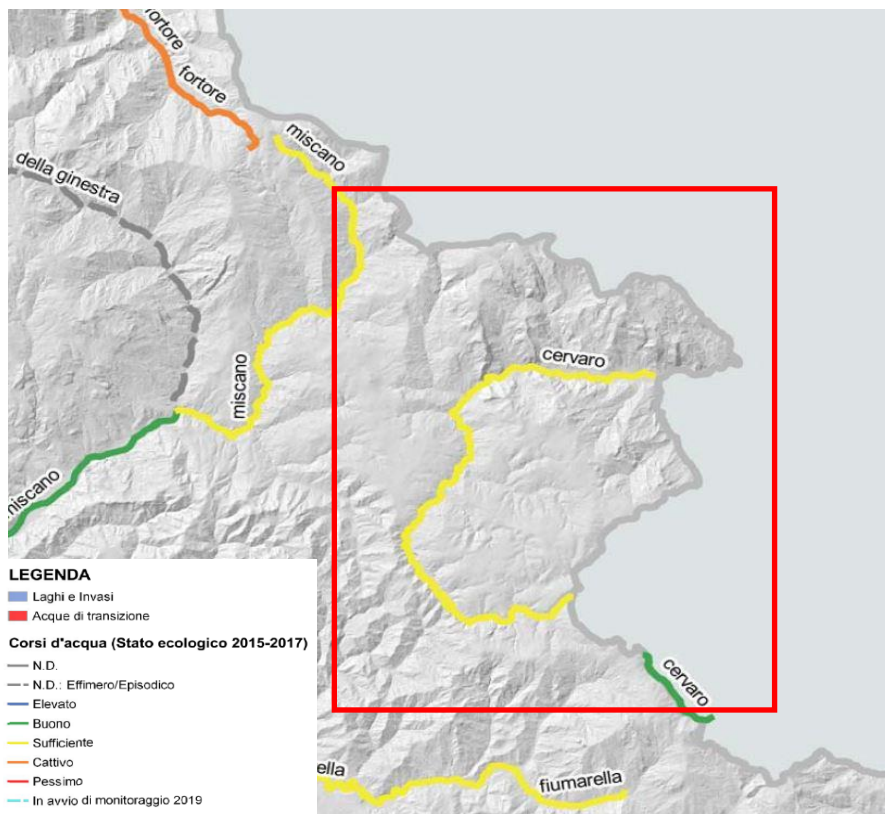 fortore
fortore
miscano
della ginestra
cervaro
miscano
miscano
cervaro
ella
fiumarella
LEGENDA
Laghi e Invasi
Acque di transizione
Corsi d'acqua (Stato ecologico 2015-2017)
N.D.
N.D.: Effimero/Episodico
Elevato
Buono
Sufficiente
Cattivo
Pessimo
In avvio di monitoraggio 2019